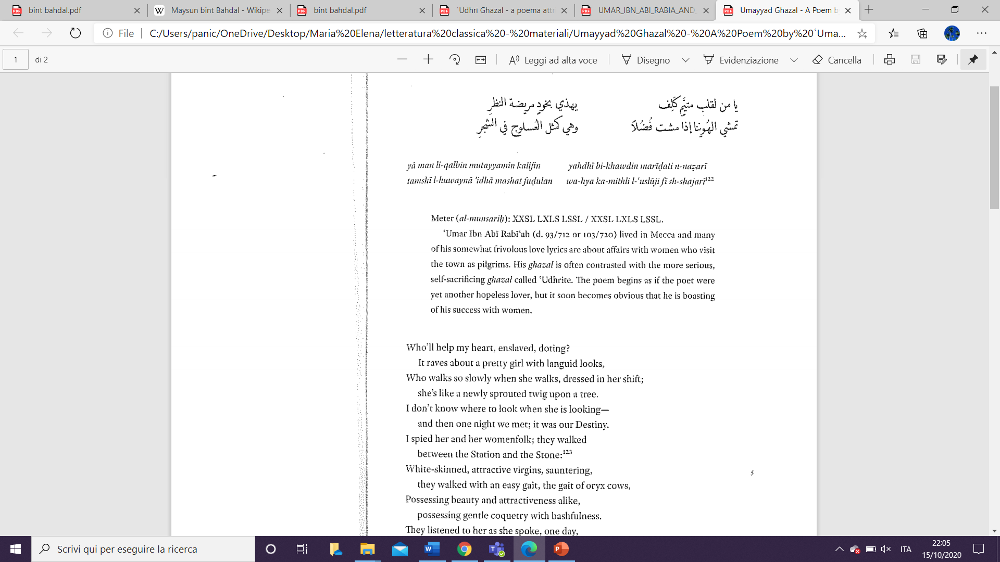 bint bahdal.pdf
Maysun bint Bahdal - Wikipe
bint bahdal.pdf
ʿUdhrī Ghazal - a poema attr
UMAR_IBN_ABI_RABIA_AND_
Umayyad Ghazal - A Poem b
File
C:/Users/panic/OneDrive/Desktop/Maria%20Elena/letteratura%20classica%20-%20materiali/Umayyad%20Ghazal%20-%20A%20Poem%20by%20ʿUma...
1 di 2
Leggi ad alta voce
Disegno
Evidenziazione
Cancella
يا من لقلب متيَّمٍ كَلِف يهذي بخودٍ مريضة النظرِ
تمشي الهُوَيْنا إذا مشت فُضُلاً وهي كمثل العُسلوج في الشجرِ
yā man li-qalbin mutayyamin kalifin yahdhī bi-khawdin marīḍati n-naẓarī
tamshī l-huwaynā ʾidhā mashat fuḍulan wa-hya ka-mithli l-ʿuslūji fī sh-shajarī122
Meter (al-munsariḥ): XXSL LXLS LSSL / XXSL LXLS LSSL.
ʿUmar Ibn Abī Rabīʿah (d. 93/712 or 103/720) lived in Mecca and many
of his somewhat frivolous love lyrics are about affairs with women who visit
the town as pilgrims. His ghazal is often contrasted with the more serious,
self-sacrificing ghazal called ʿUdhrite. The poem begins as if the poet were
yet another hopeless lover, but it soon becomes obvious that he is boasting
of his success with women.
Who'll help my heart, enslaved, doting?
It raves about a pretty girl with languid looks,
Who walks so slowly when she walks, dressed in her shift;
she's like a newly sprouted twig upon a tree.
I don't know where to look when she is looking—
and then one night we met; it was our Destiny.
I spied her and her womenfolk; they walked
between the Station and the Stone:123
White-skinned, attractive virgins, sauntering, 5
they walked with an easy gait, the gait of oryx cows,
Possessing beauty and attractiveness alike,
possessing gentle coquetry with bashfulness.
They listened to her as she spoke, one day,
Scrivi qui per eseguire la ricerca
ITA
22:05
15/10/2020